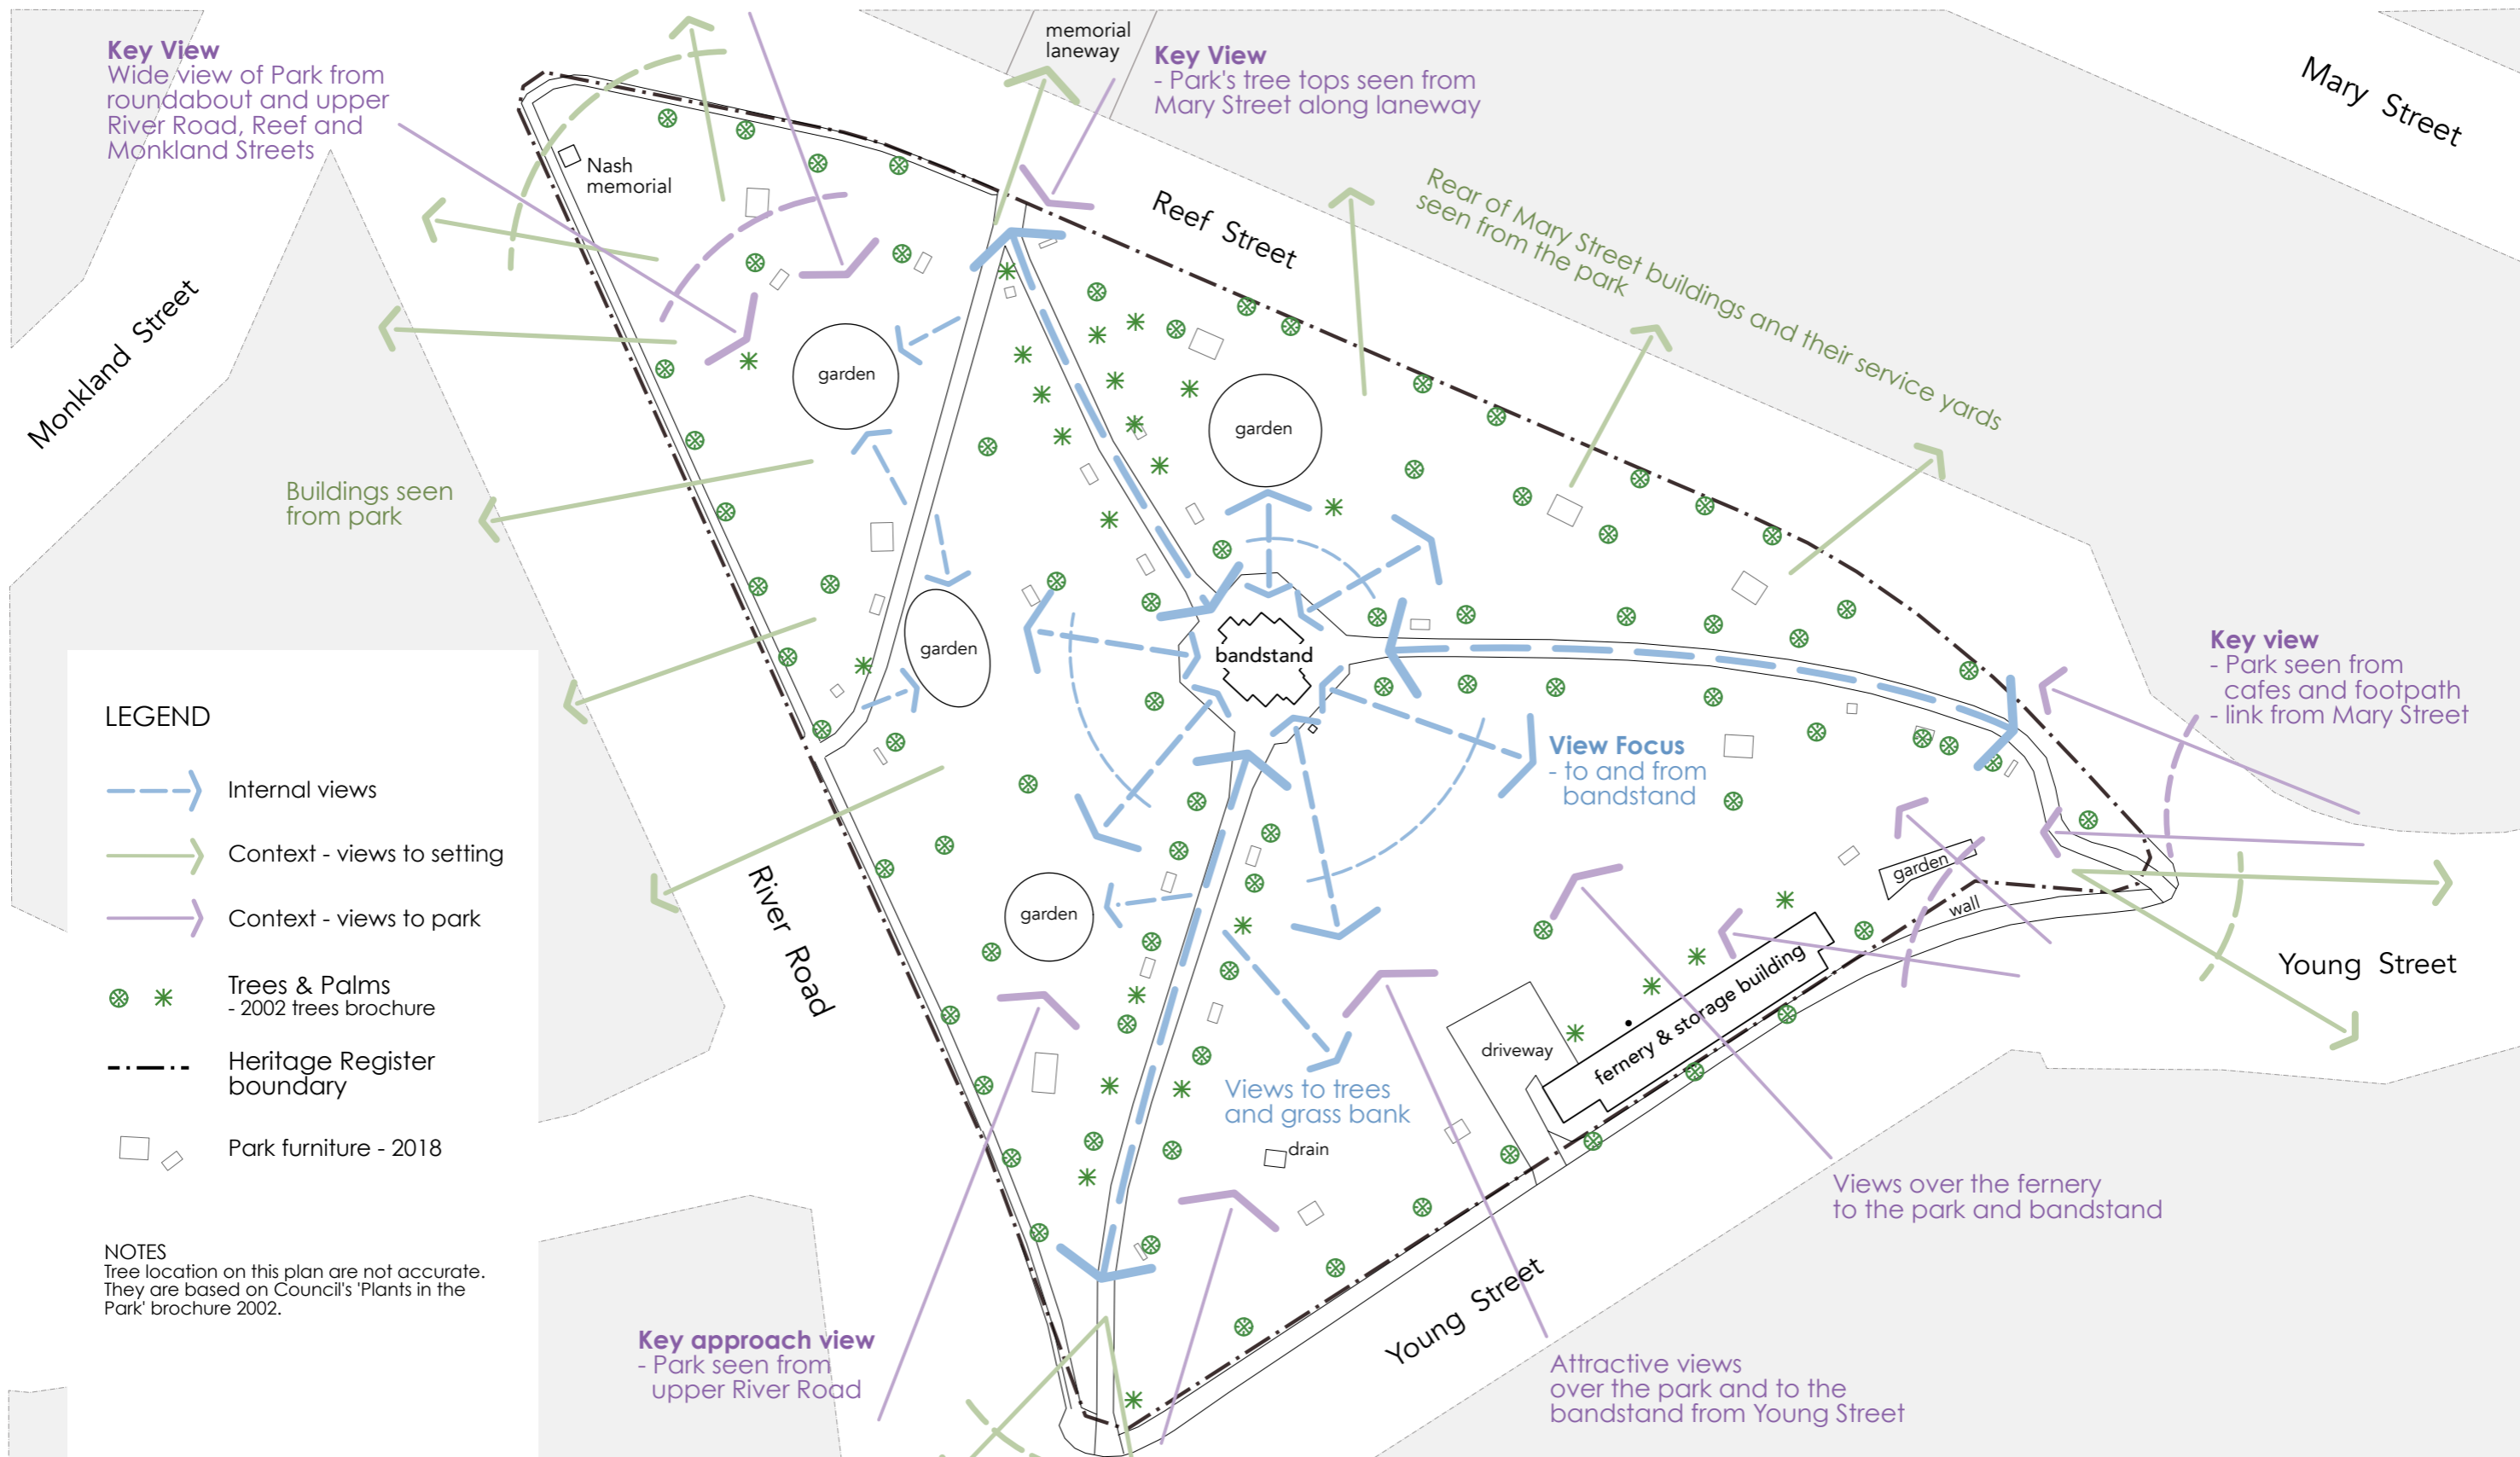 Key View
Wide view of Park from
roundabout and upper
River Road, Reef and
Monkland Streets
memorial
laneway
Key View
- Park's tree tops seen from
Mary Street along laneway
Mary Street
Nash
memorial
Reef Street
Rear of Mary Street buildings and their service yards
seen from the park
Monkland Street
garden
garden
Buildings seen
from park
garden
bandstand
Key view
- Park seen from
cafes and footpath
- link from Mary Street
View Focus
- to and from
bandstand
garden
wall
garden
River Road
Young Street
fernery & storage building
driveway
Views to trees
and grass bank
drain
Views over the fernery
to the park and bandstand
Young Street
Key approach view
- Park seen from
upper River Road
Attractive views
over the park and to the
bandstand from Young Street
LEGEND
Internal views
Context - views to setting
Context - views to park
Trees & Palms
- 2002 trees brochure
Heritage Register
boundary
Park furniture - 2018
NOTES
Tree location on this plan are not accurate.
They are based on Council's 'Plants in the
Park' brochure 2002.